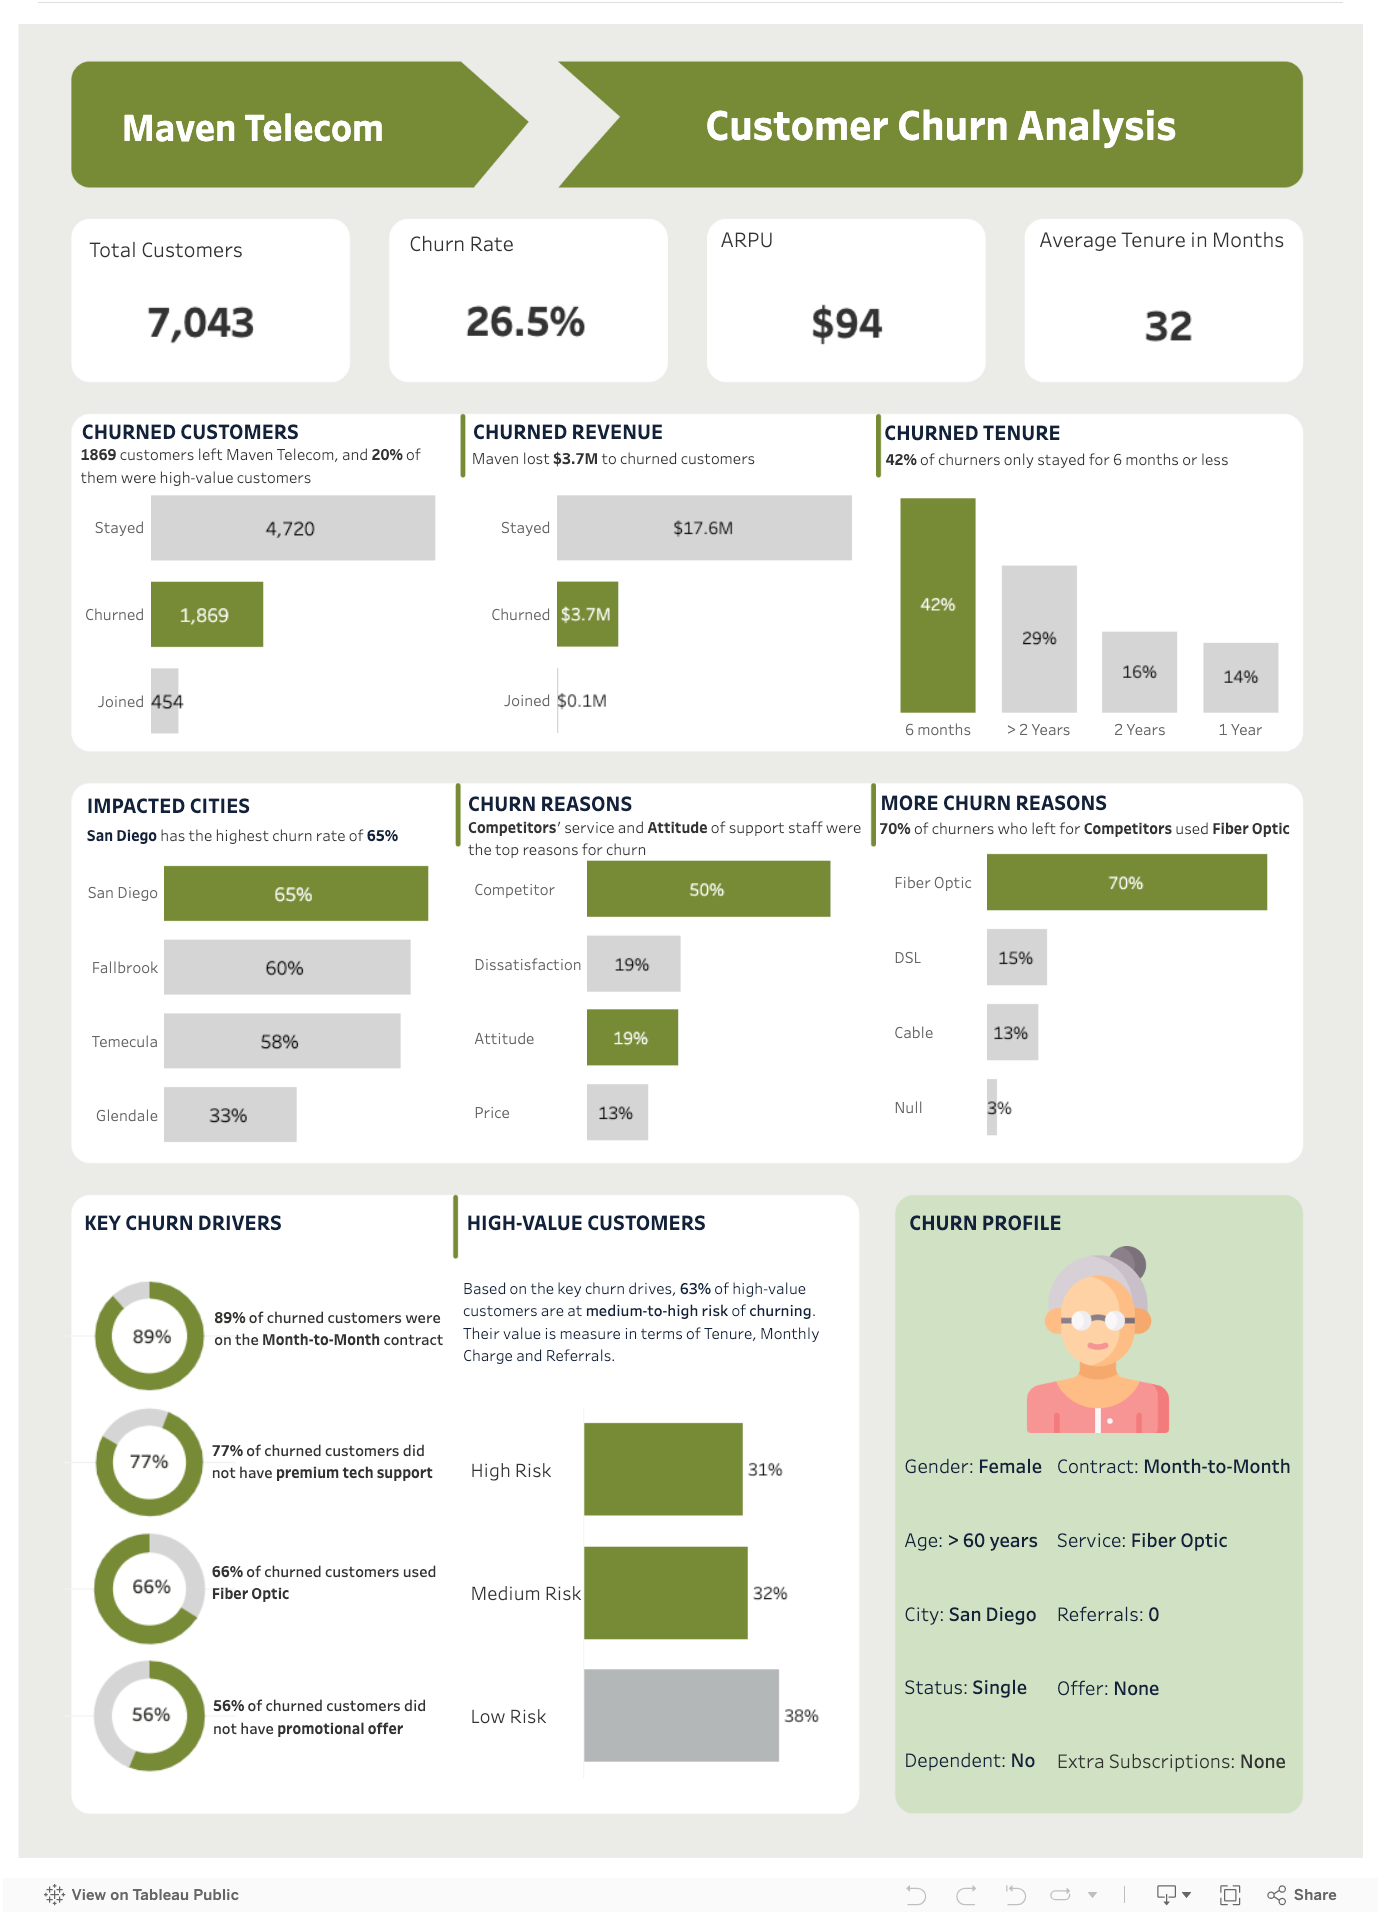 Maven Telecom
Customer Churn Analysis
Total Customers
7,043
Churn Rate
26.5%
ARPU
$94
Average Tenure in Months
32
CHURNED CUSTOMERS
1869 customers left Maven Telecom, and 20% of
them were high-value customers
Stayed
4,720
Churned
1,869
Joined
454
CHURNED REVENUE
Maven lost $3.7M to churned customers
Stayed
$17.6M
Churned
$3.7M
Joined
$0.1M
CHURNED TENURE
42% of churners only stayed for 6 months or less
42%
29%
16%
14%
6 months
> 2 Years
2 Years
1 Year
IMPACTED CITIES
San Diego has the highest churn rate of 65%
San Diego
65%
Fallbrook
60%
Temecula
58%
Glendale
33%
CHURN REASONS
Competitors' service and Attitude of support staff were
the top reasons for churn
Competitor
50%
Dissatisfaction
19%
Attitude
19%
Price
13%
MORE CHURN REASONS
70% of churners who left for Competitors used Fiber Optic
Fiber Optic
70%
DSL
15%
Cable
13%
Null
3%
KEY CHURN DRIVERS
89%
89% of churned customers were
on the Month-to-Month contract
77%
77% of churned customers did
not have premium tech support
66%
66% of churned customers used
Fiber Optic
56%
56% of churned customers did
not have promotional offer
HIGH-VALUE CUSTOMERS
Based on the key churn drives, 63% of high-value
customers are at medium-to-high risk of churning.
Their value is measure in terms of Tenure, Monthly
Charge and Referrals.
High Risk
31%
Medium Risk
32%
Low Risk
38%
CHURN PROFILE
Gender: Female
Contract: Month-to-Month
Age: > 60 years
Service: Fiber Optic
City: San Diego
Referrals: 0
Status: Single
Offer: None
Dependent: No
Extra Subscriptions: None
View on Tableau Public
Share